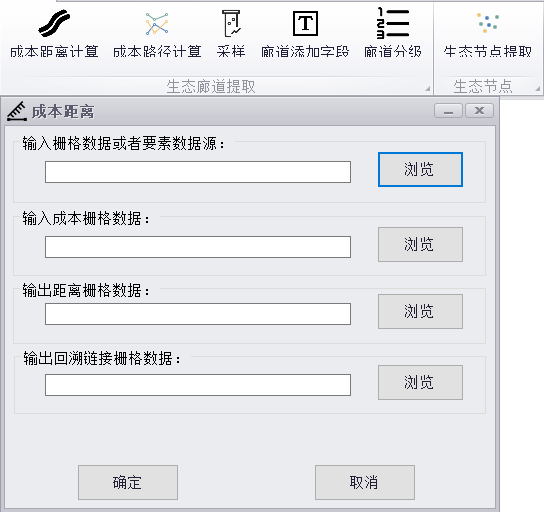 成本距离计算 成本路径计算 采样 廊道添加字段 廊道分级 生态节点提取
生态廊道提取 生态节点
成本距离
输入栅格数据或者要素数据源：
浏览
输入成本栅格数据：
浏览
输出距离栅格数据：
浏览
输出回溯链接栅格数据：
浏览
确定 取消